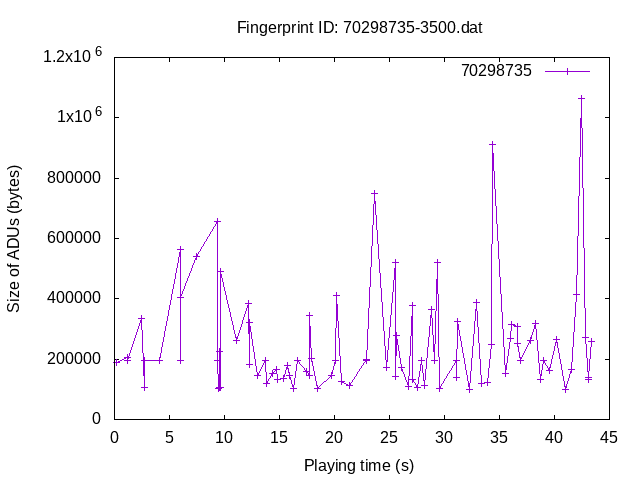 Fingerprint ID: 70298735-3500.dat
70298735
1.2x10^6
1x10^6
800000
600000
400000
200000
0
Size of ADUs (bytes)
0 5 10 15 20 25 30 35 40 45
Playing time (s)